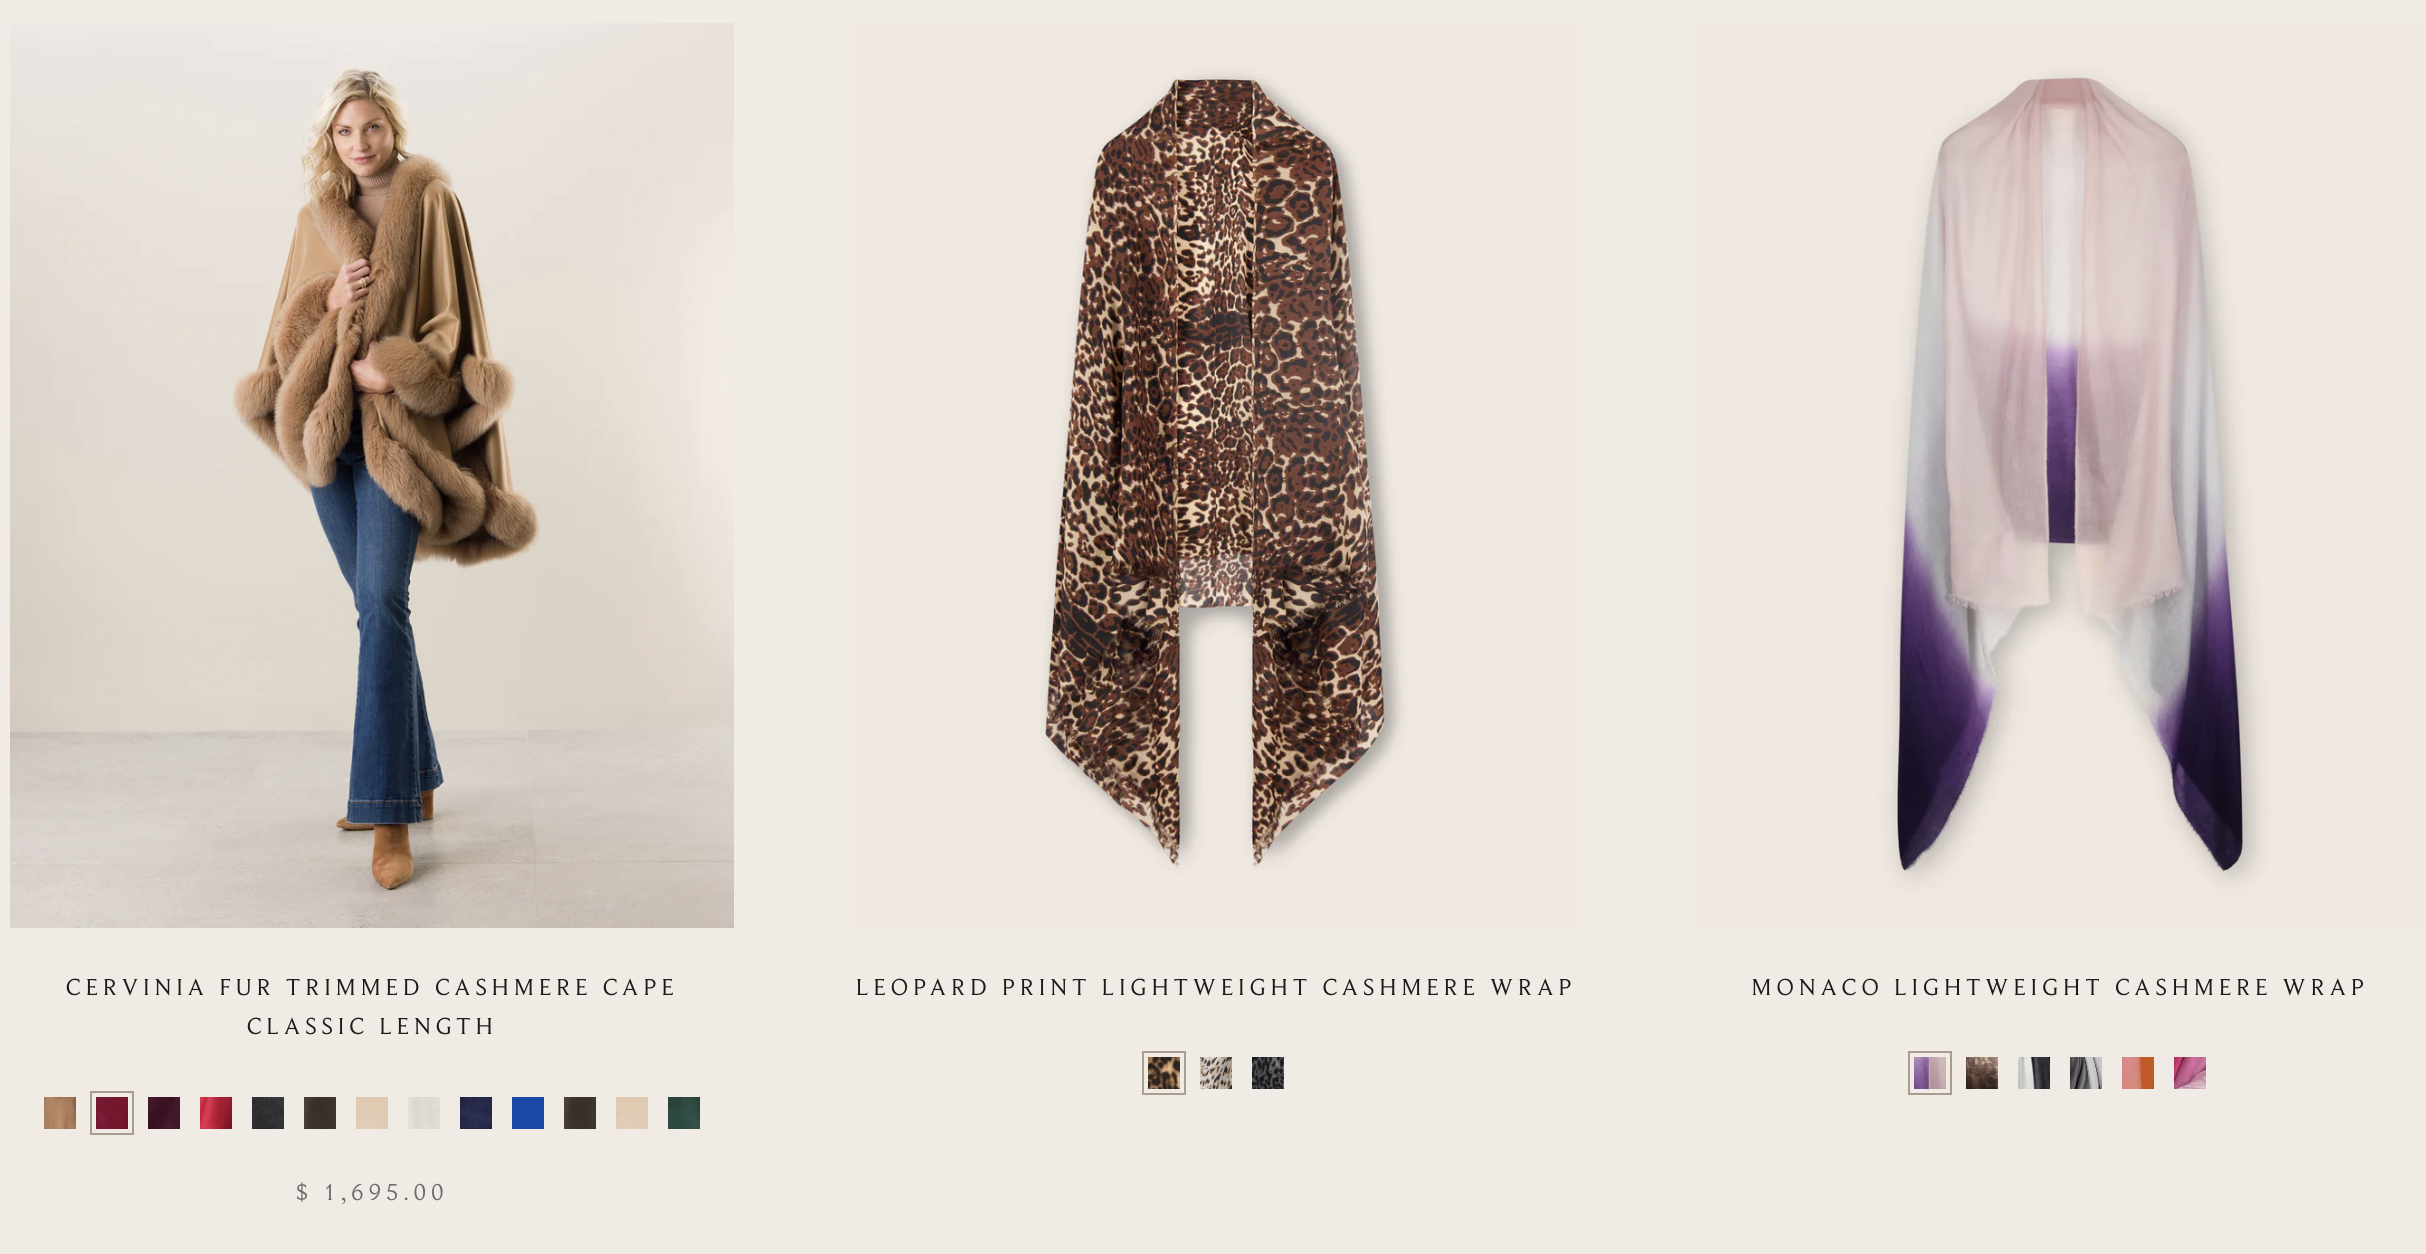 CERVINIA FUR TRIMMED CASHMERE CAPE
CLASSIC LENGTH
$ 1,695.00
LEOPARD PRINT LIGHTWEIGHT CASHMERE WRAP
MONACO LIGHTWEIGHT CASHMERE WRAP